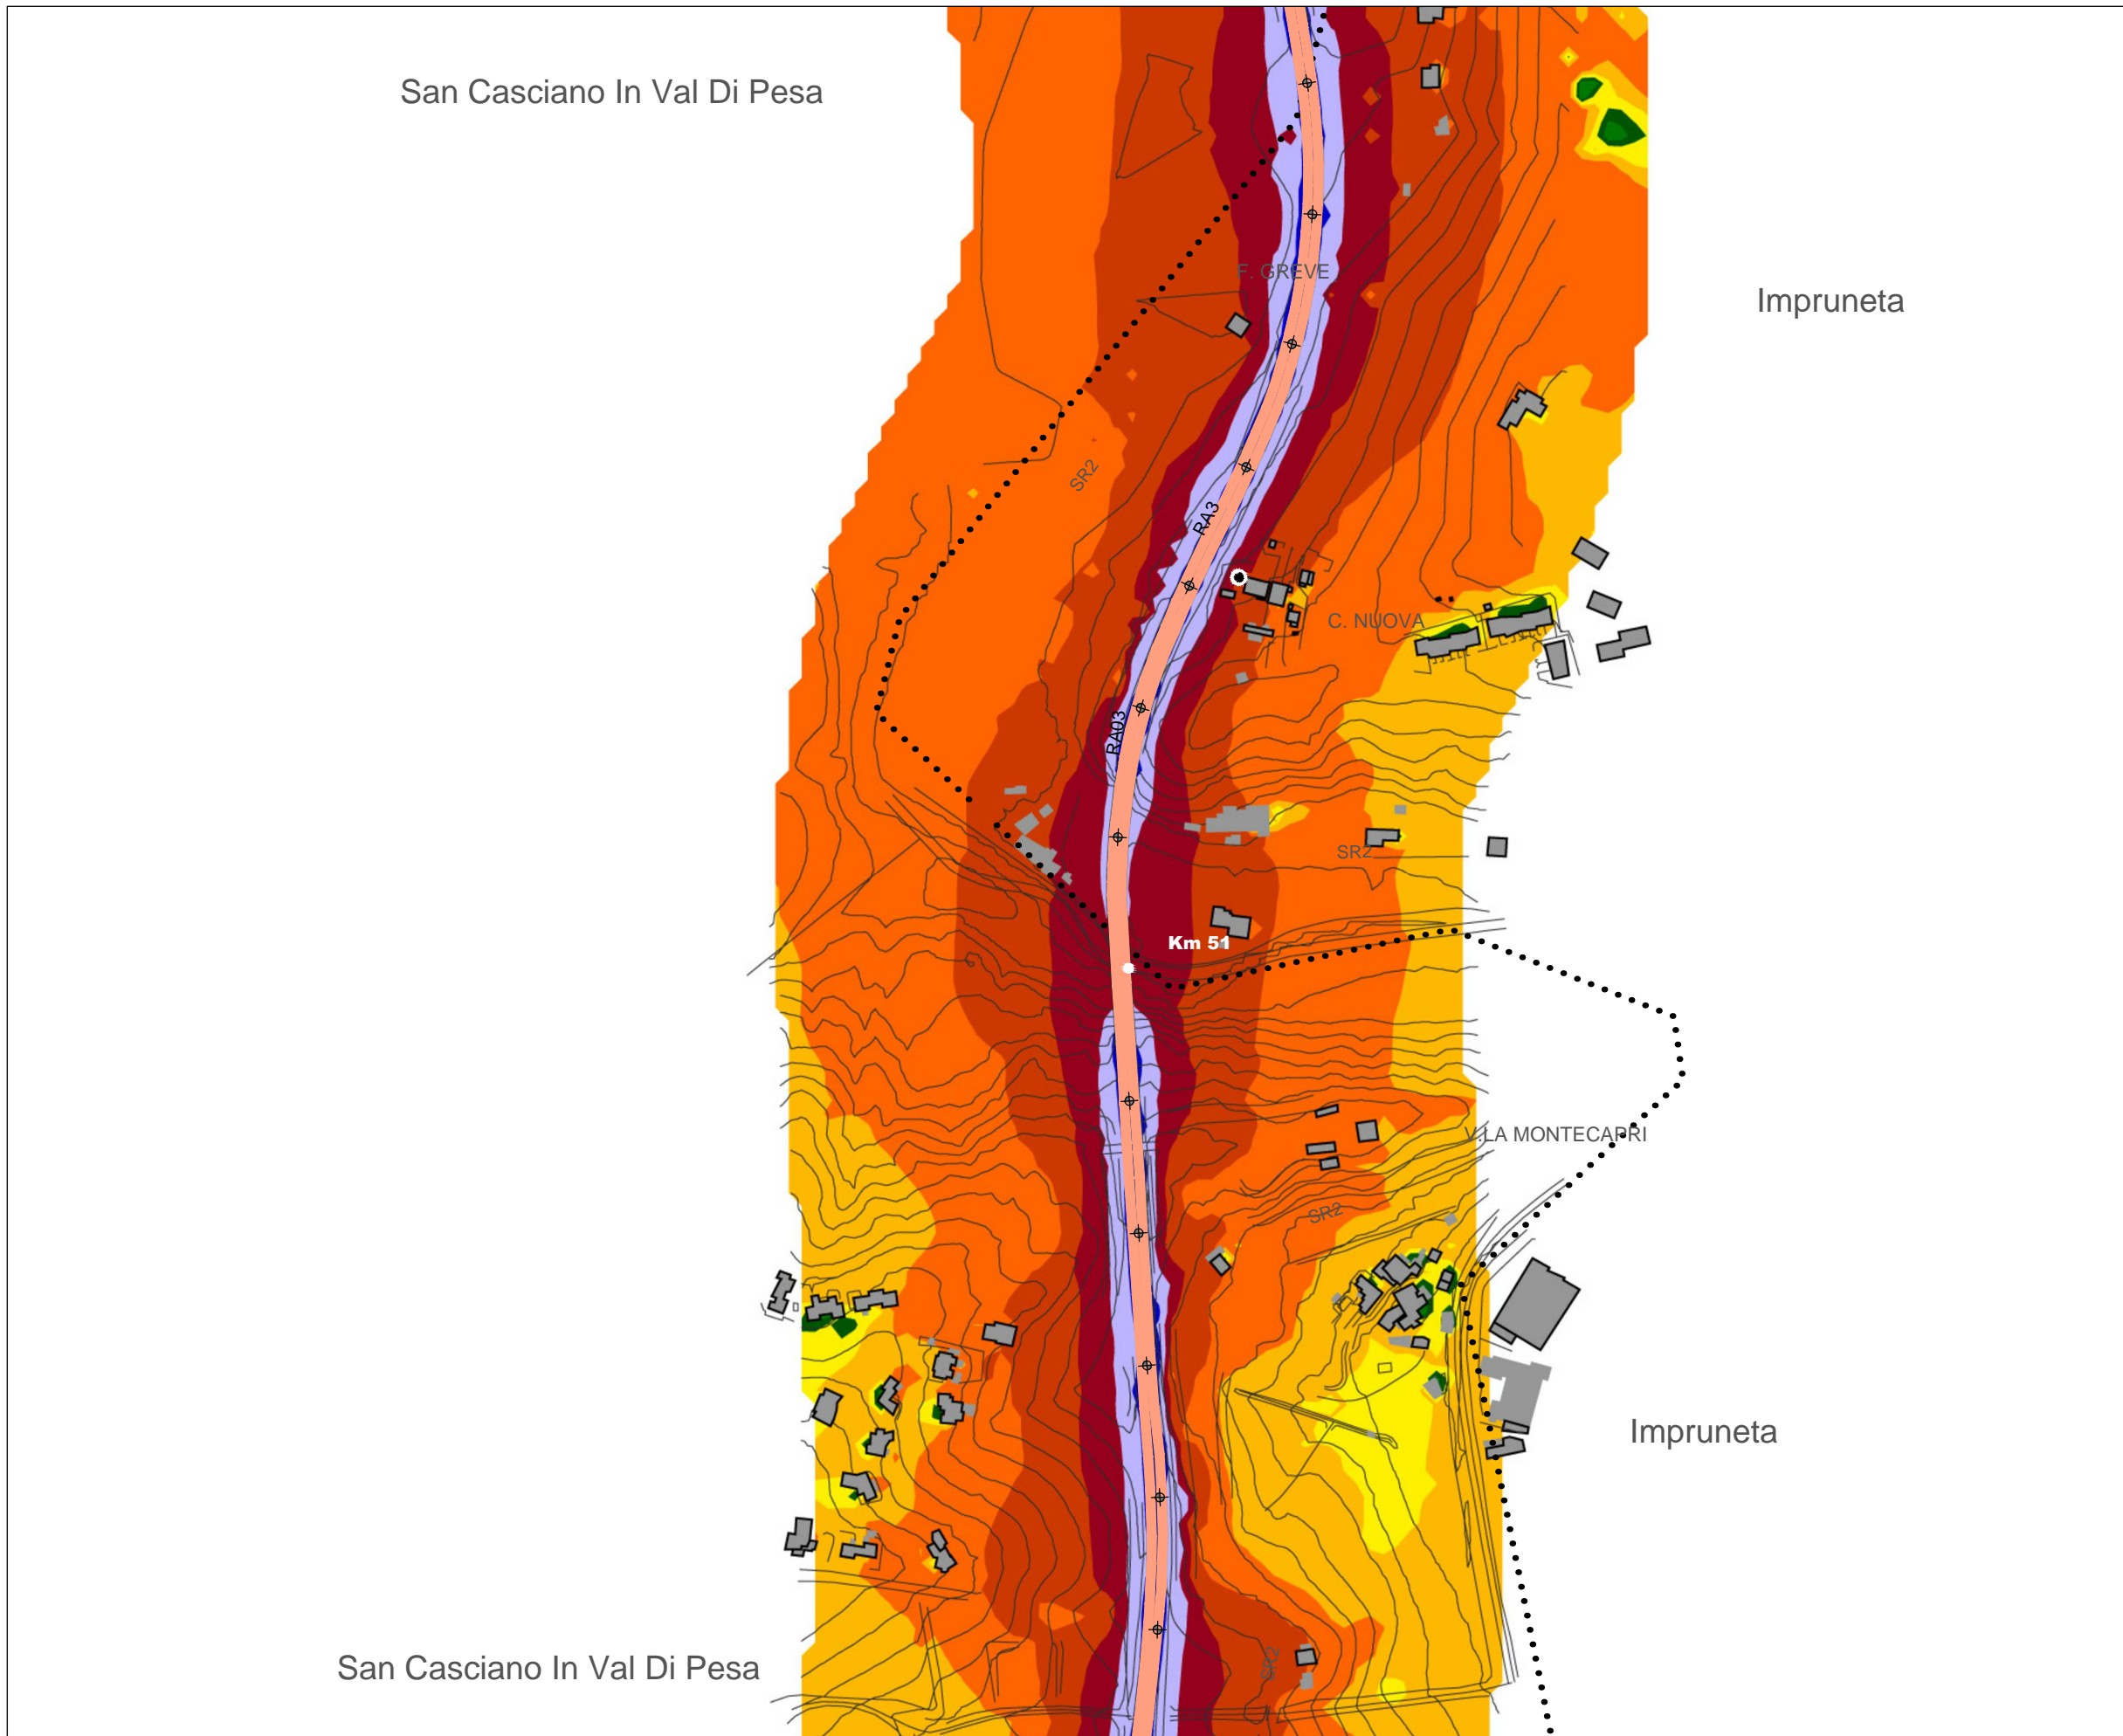 San Casciano In Val Di Pesa
F. GREVE
Impruneta
SR2
RA3
C. NUOVA
RA03
SR2
Km 51
V.LA MONTECAPRI
SR2
Impruneta
San Casciano In Val Di Pesa
SR2